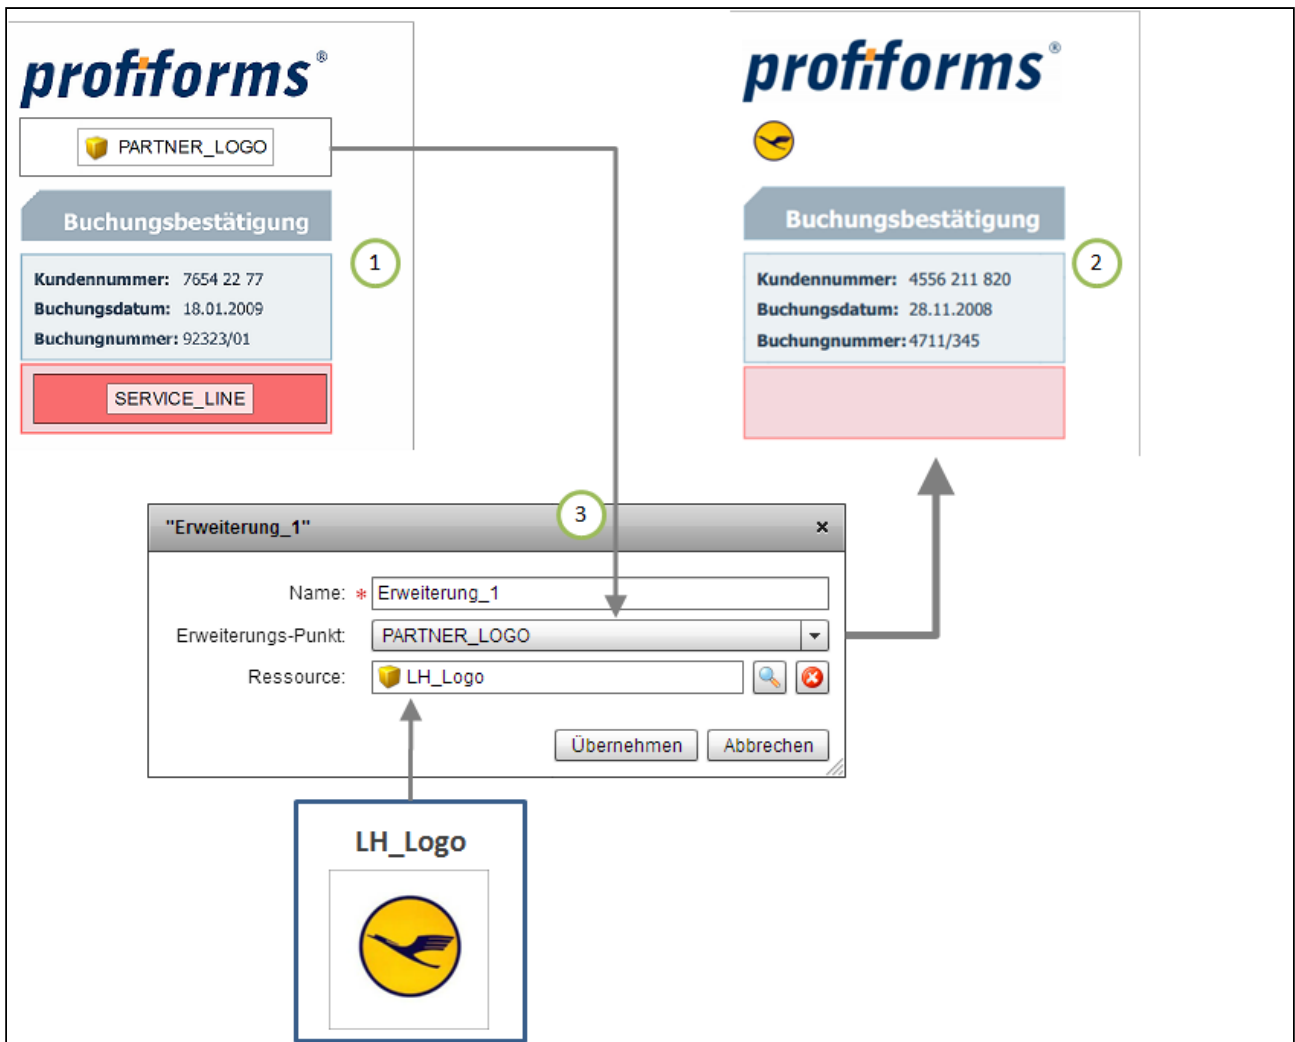 profiforms®
PARTNER_LOGO
Buchungsbestätigung
Kundennummer: 7654 22 77
Buchungsdatum: 18.01.2009
Buchungnummer: 92323/01
SERVICE_LINE
1
profiforms®
Buchungsbestätigung
Kundennummer: 4556 211 820
Buchungsdatum: 28.11.2008
Buchungnummer: 4711/345
2
3
"Erweiterung_1"
Name: * Erweiterung_1
Erweiterungs-Punkt: PARTNER_LOGO
Ressource: LH_Logo
Übernehmen Abbrechen
LH_Logo